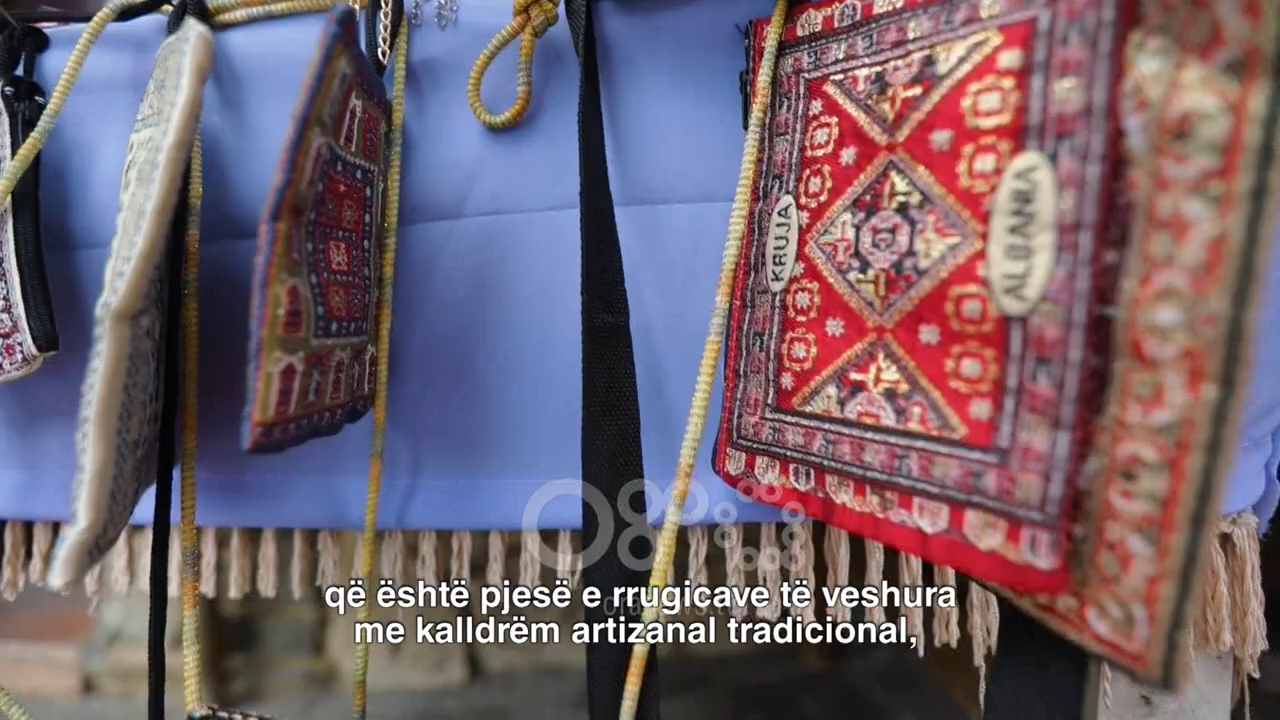 KRUJA
ALBANIA
që është pjesë e rrugicave të veshura
me kalldrëm artizanal tradicional,